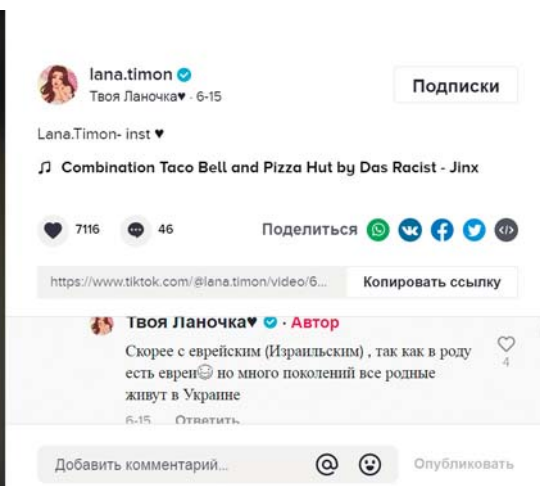 lana.timon
Твоя Ланочка♥ · 6-15
Подписки
Lana.Timon- inst ♥
♫ Combination Taco Bell and Pizza Hut by Das Racist - Jinx
7116
46
Поделиться
https://www.tiktok.com/@lana.timon/video/6...
Копировать ссылку
Твоя Ланочка♥ · Автор
Скорее с еврейским (Израильским) , так как в роду
4
есть евреи😂 но много поколений все родные
живут в Украине
6-15 Ответить
Добавить комментарий...
Опубликовать